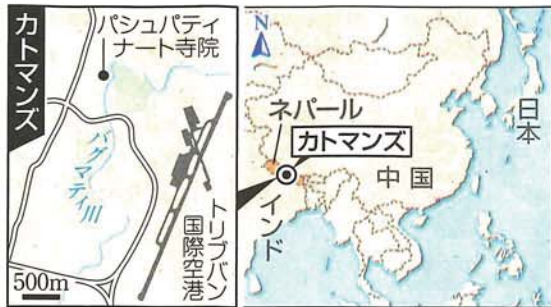 カトマンズ
パシュパティ
ナート寺院
バグマティ川
トリブバン
国際空港
500m
N
ネパール
カトマンズ
中国
インド
日本